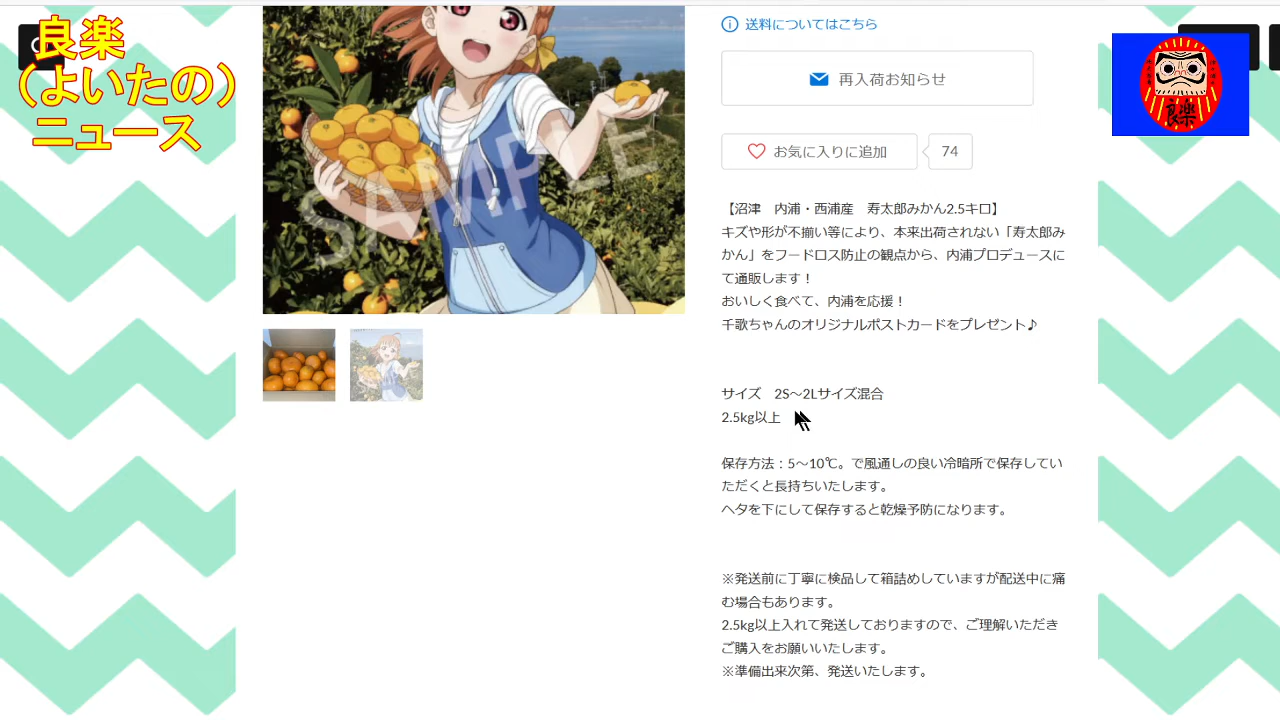 良楽
(よいたの)
ニュース
良楽
SAMPLE
送料についてはこちら
再入荷お知らせ
お気に入りに追加
74
【沼津　内浦・西浦産　寿太郎みかん2.5キロ】
キズや形が不揃い等により、本来出荷されない「寿太郎み
かん」をフードロス防止の観点から、内浦プロデュースに
て通販します！
おいしく食べて、内浦を応援！
千歌ちゃんのオリジナルポストカードをプレゼント♪
サイズ　2S～2Lサイズ混合
2.5kg以上
保存方法：5～10℃。で風通しの良い冷暗所で保存してい
ただくと長持ちいたします。
ヘタを下にして保存すると乾燥予防になります。
※発送前に丁寧に検品して箱詰めしていますが配送中に痛
む場合もあります。
2.5kg以上入れて発送しておりますので、ご理解いただき
ご購入をお願いいたします。
※準備出来次第、発送いたします。